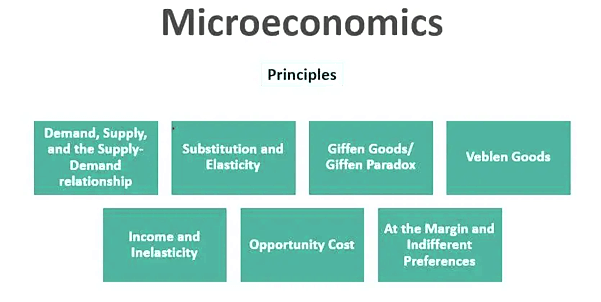 Microeconomics
Principles
Demand, Supply,
and the Supply-
Demand
relationship
Substitution and
Elasticity
Giffen Goods/
Giffen Paradox
Veblen Goods
Income and
Inelasticity
Opportunity Cost
At the Margin and
Indifferent
Preferences